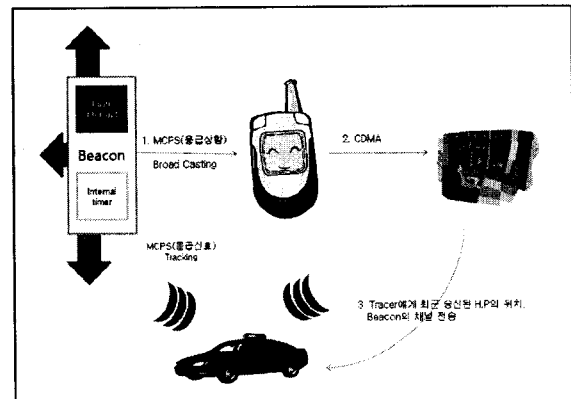 Beacon
Internal
timer
1. MCPS(응급상황)
Broad Casting
2. CDMA
MCPS(응급신호)
Tracking
3 Tracer에게 최근 송신된 H.P의 위치,
Beacon의 채널 전송